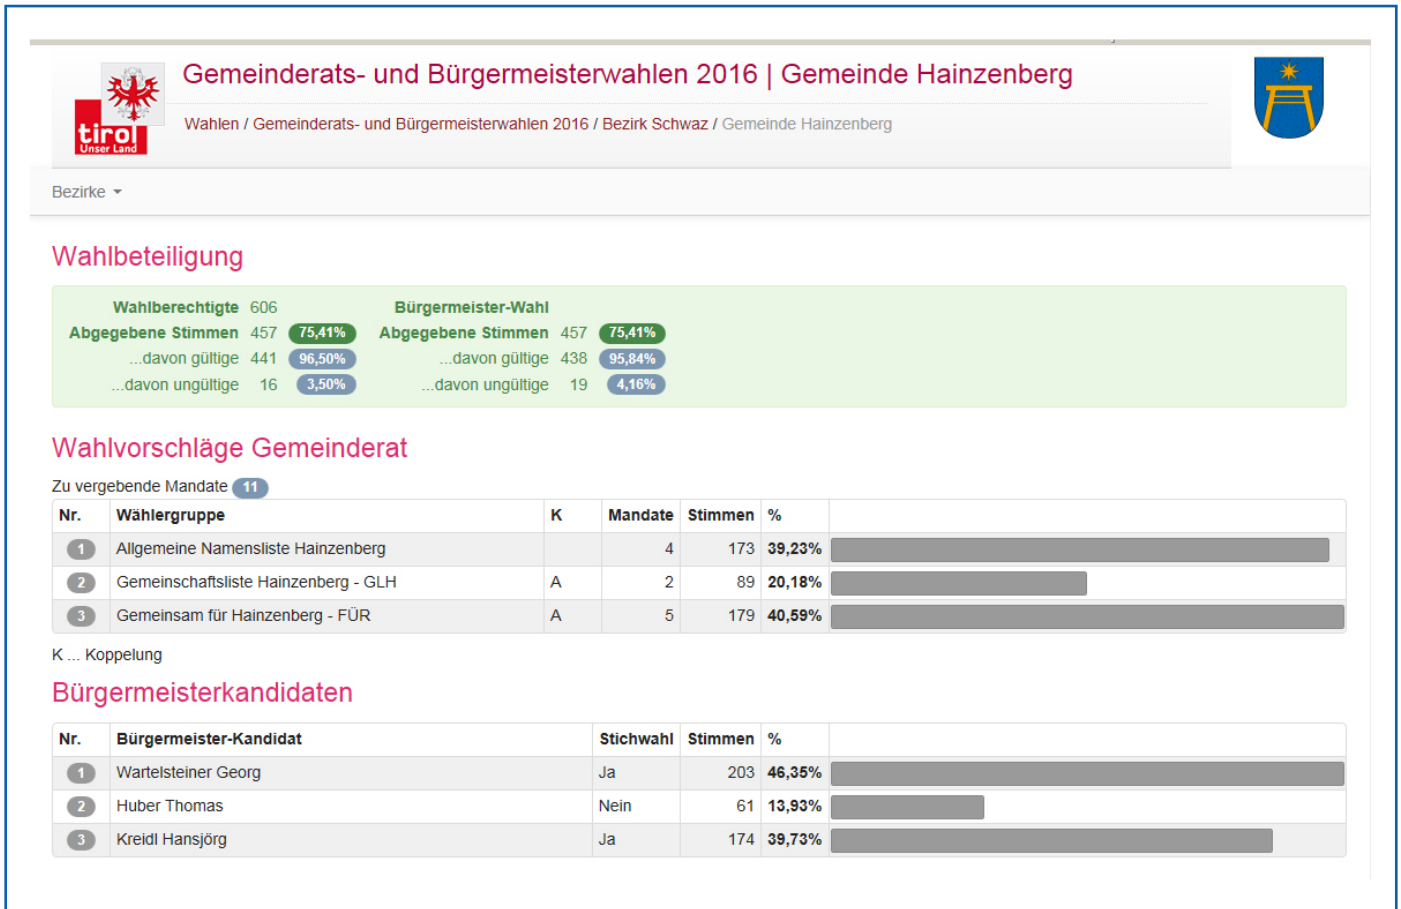 Gemeinderats- und Bürgermeisterwahlen 2016 | Gemeinde Hainzenberg
tirol
Unser Land
Wahlen / Gemeinderats- und Bürgermeisterwahlen 2016 / Bezirk Schwaz / Gemeinde Hainzenberg
Bezirke
Wahlbeteiligung
Wahlberechtigte 606 Bürgermeister-Wahl
Abgegebene Stimmen 457 75,41% Abgegebene Stimmen 457 75,41%
...davon gültige 441 96,50% ...davon gültige 438 95,84%
...davon ungültige 16 3,50% ...davon ungültige 19 4,16%
Wahlvorschläge Gemeinderat
Zu vergebende Mandate 11
Nr. Wählergruppe K Mandate Stimmen %
1 Allgemeine Namensliste Hainzenberg 4 173 39,23%
2 Gemeinschaftsliste Hainzenberg - GLH A 2 89 20,18%
3 Gemeinsam für Hainzenberg - FÜR A 5 179 40,59%
K ... Koppelung
Bürgermeisterkandidaten
Nr. Bürgermeister-Kandidat Stichwahl Stimmen %
1 Wartelsteiner Georg Ja 203 46,35%
2 Huber Thomas Nein 61 13,93%
3 Kreidl Hansjörg Ja 174 39,73%